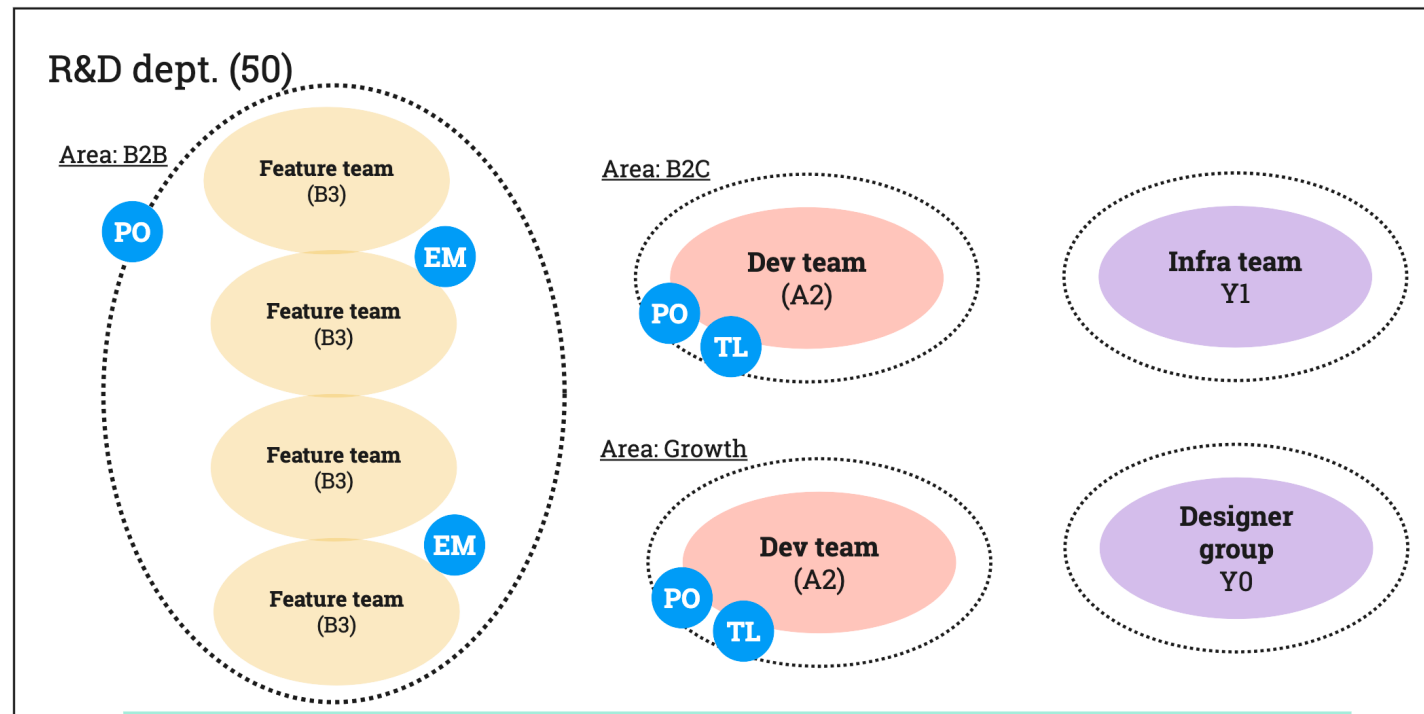 R&D dept. (50)
Area: B2B
PO
Feature team
(B3)
EM
Feature team
(B3)
Feature team
(B3)
EM
Feature team
(B3)
Area: B2C
Dev team
(A2)
PO
TL
Infra team
Y1
Area: Growth
Dev team
(A2)
PO
TL
Designer
group
Y0